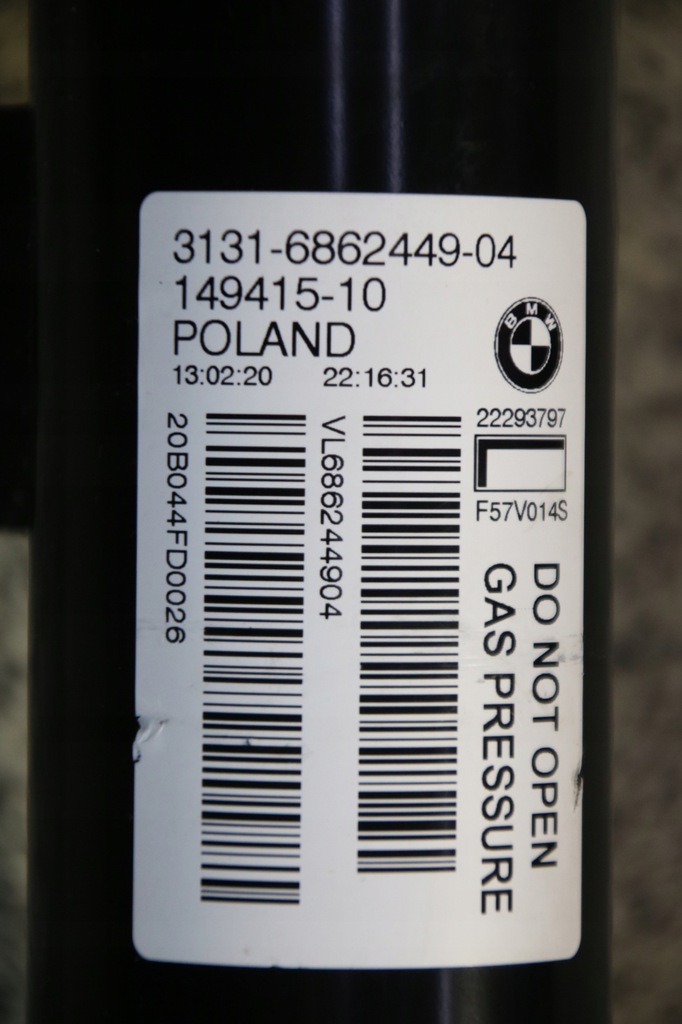 3131-6862449-04
149415-10
POLAND
13:02:20 22:16:31
BMW
22293797
L
F57V014S
20B044FD0026
VL686244904
DO NOT OPEN
GAS PRESSURE